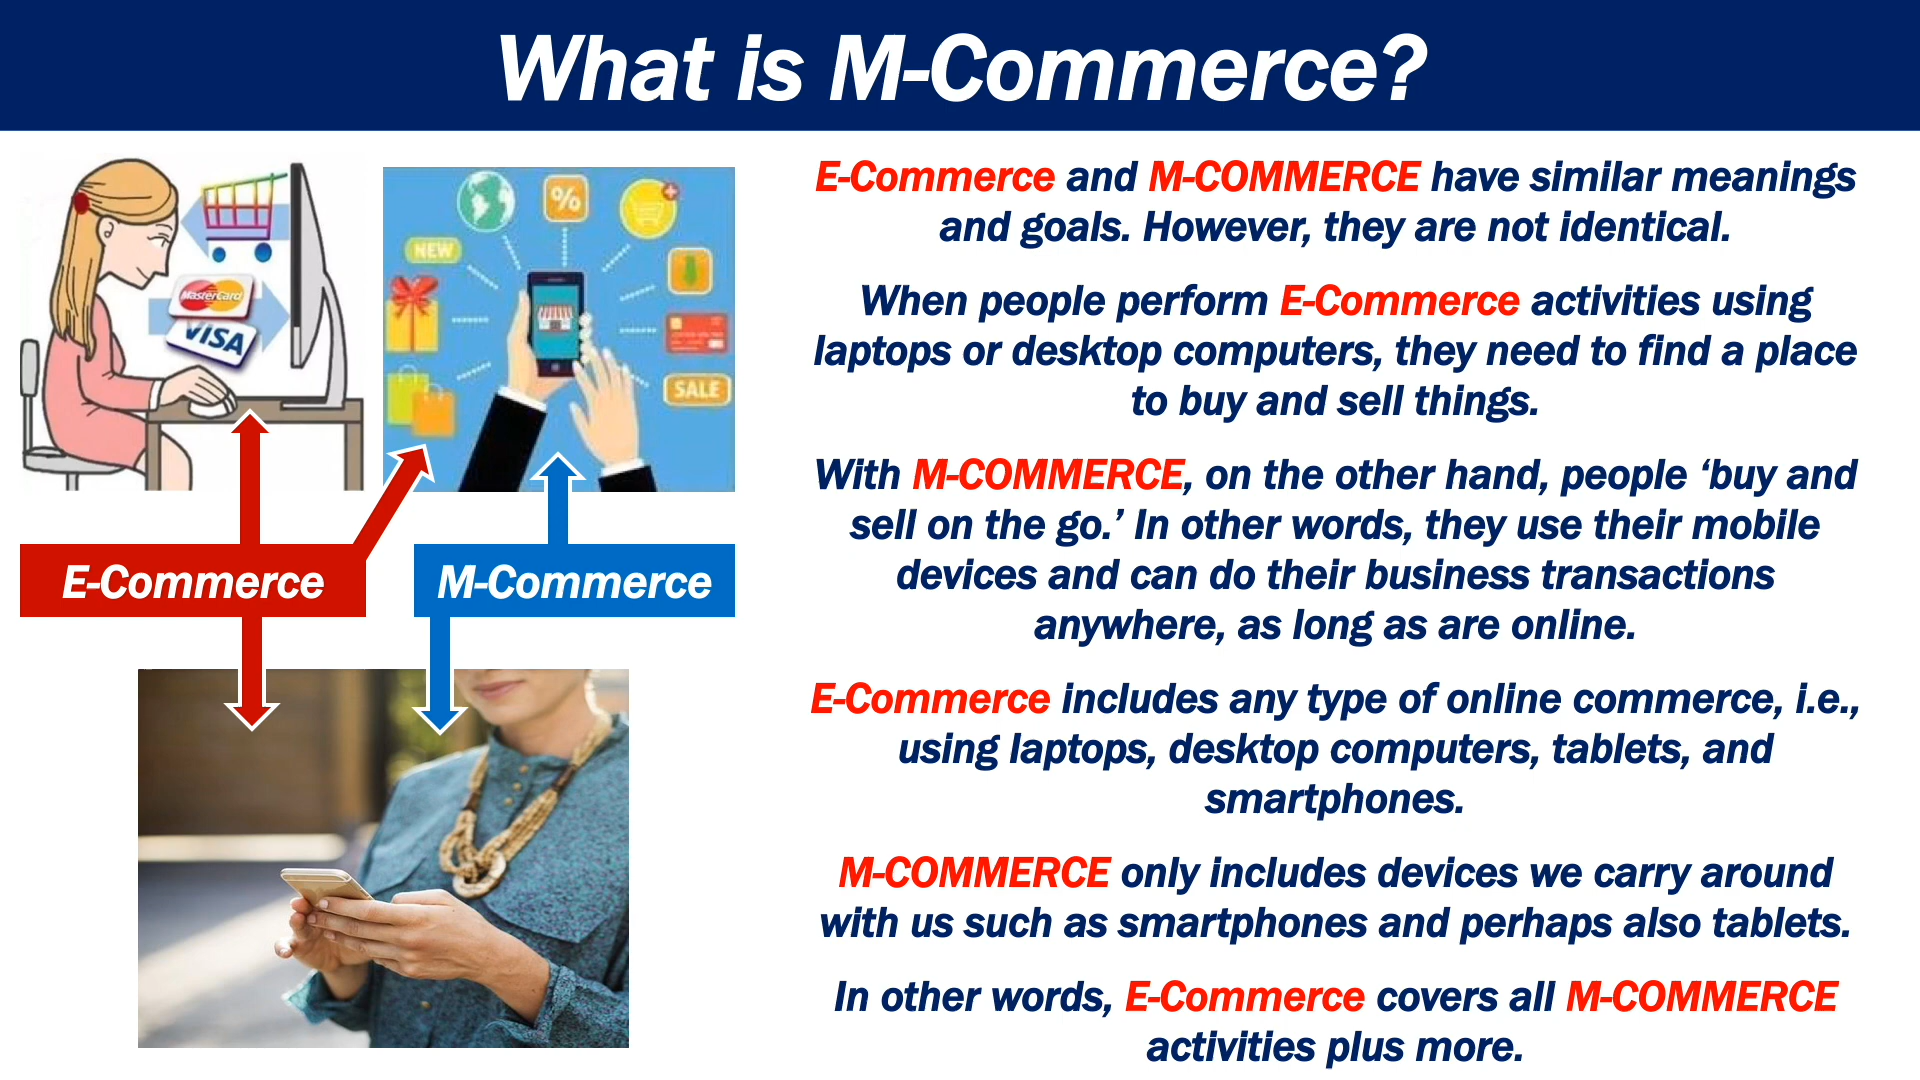 What is M-Commerce?
NEW
%
SALE
MasterCard
VISA
E-Commerce
M-Commerce
E-Commerce and M-COMMERCE have similar meanings
and goals. However, they are not identical.
When people perform E-Commerce activities using
laptops or desktop computers, they need to find a place
to buy and sell things.
With M-COMMERCE, on the other hand, people ‘buy and
sell on the go.’ In other words, they use their mobile
devices and can do their business transactions
anywhere, as long as are online.
E-Commerce includes any type of online commerce, i.e.,
using laptops, desktop computers, tablets, and
smartphones.
M-COMMERCE only includes devices we carry around
with us such as smartphones and perhaps also tablets.
In other words, E-Commerce covers all M-COMMERCE
activities plus more.